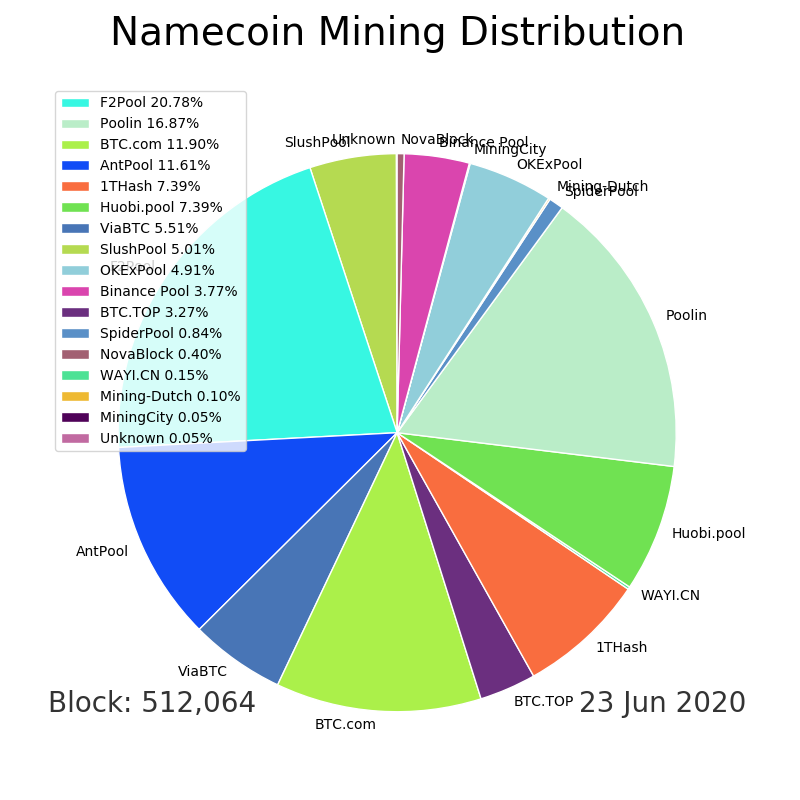 Namecoin Mining Distribution
F2Pool 20.78%
Poolin 16.87%
BTC.com 11.90%
AntPool 11.61%
1THash 7.39%
Huobi.pool 7.39%
ViaBTC 5.51%
SlushPool 5.01%
OKExPool 4.91%
Binance Pool 3.77%
BTC.TOP 3.27%
SpiderPool 0.84%
NovaBlock 0.40%
WAYI.CN 0.15%
Mining-Dutch 0.10%
MiningCity 0.05%
Unknown 0.05%
SlushPool
Unknown
NovaBlock
Binance Pool
MiningCity
OKExPool
Mining-Dutch
SpiderPool
F2Pool
Poolin
Huobi.pool
AntPool
WAYI.CN
1THash
ViaBTC
BTC.TOP
BTC.com
Block: 512,064
23 Jun 2020